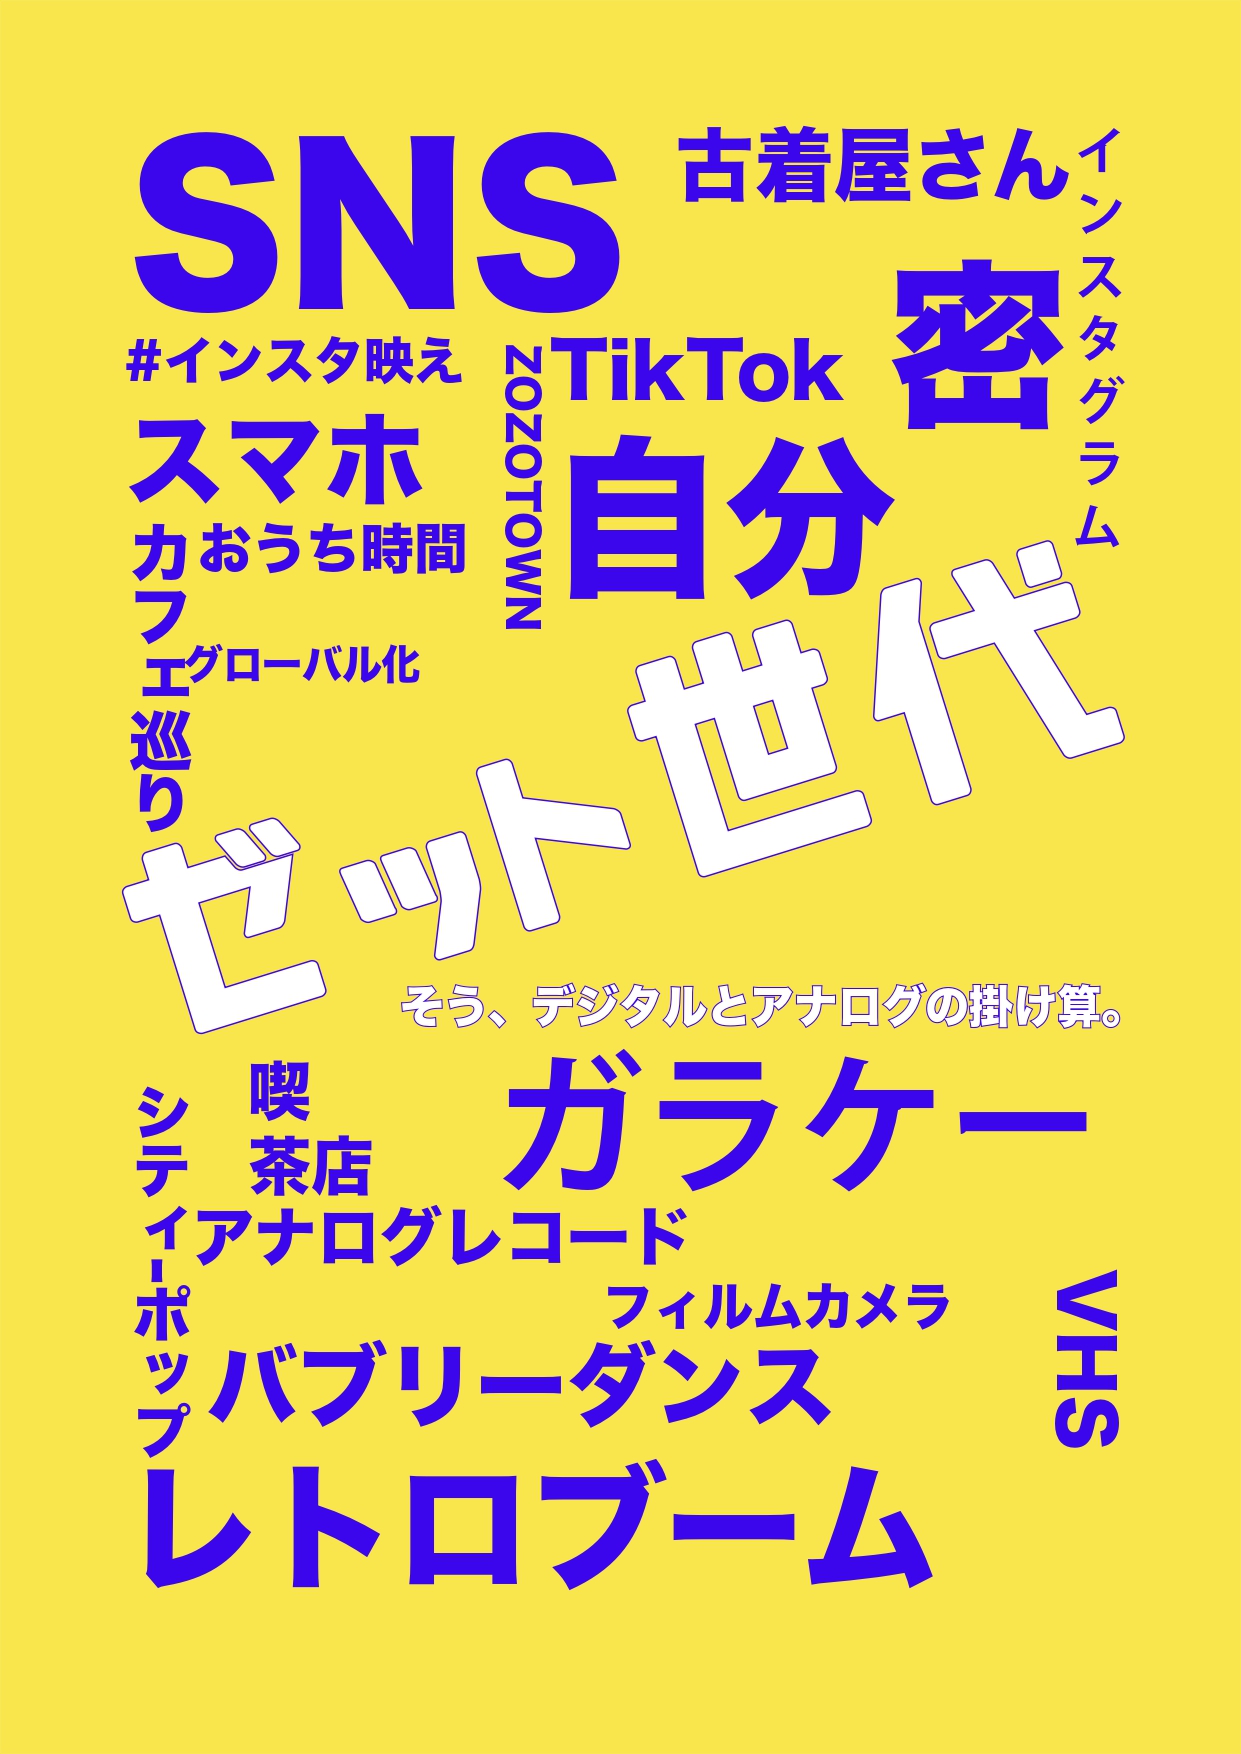 SNS
古着屋さん
インスタグラム
密
#インスタ映え
ZOZOTOWN
TikTok
スマホ
自分
カフェ巡り
おうち時間
グローバル化
ゼット世代
そう、デジタルとアナログの掛け算。
喫
茶店
ガラケー
シティーポップ
アナログレコード
フィルムカメラ
VHS
バブリーダンス
レトロブーム